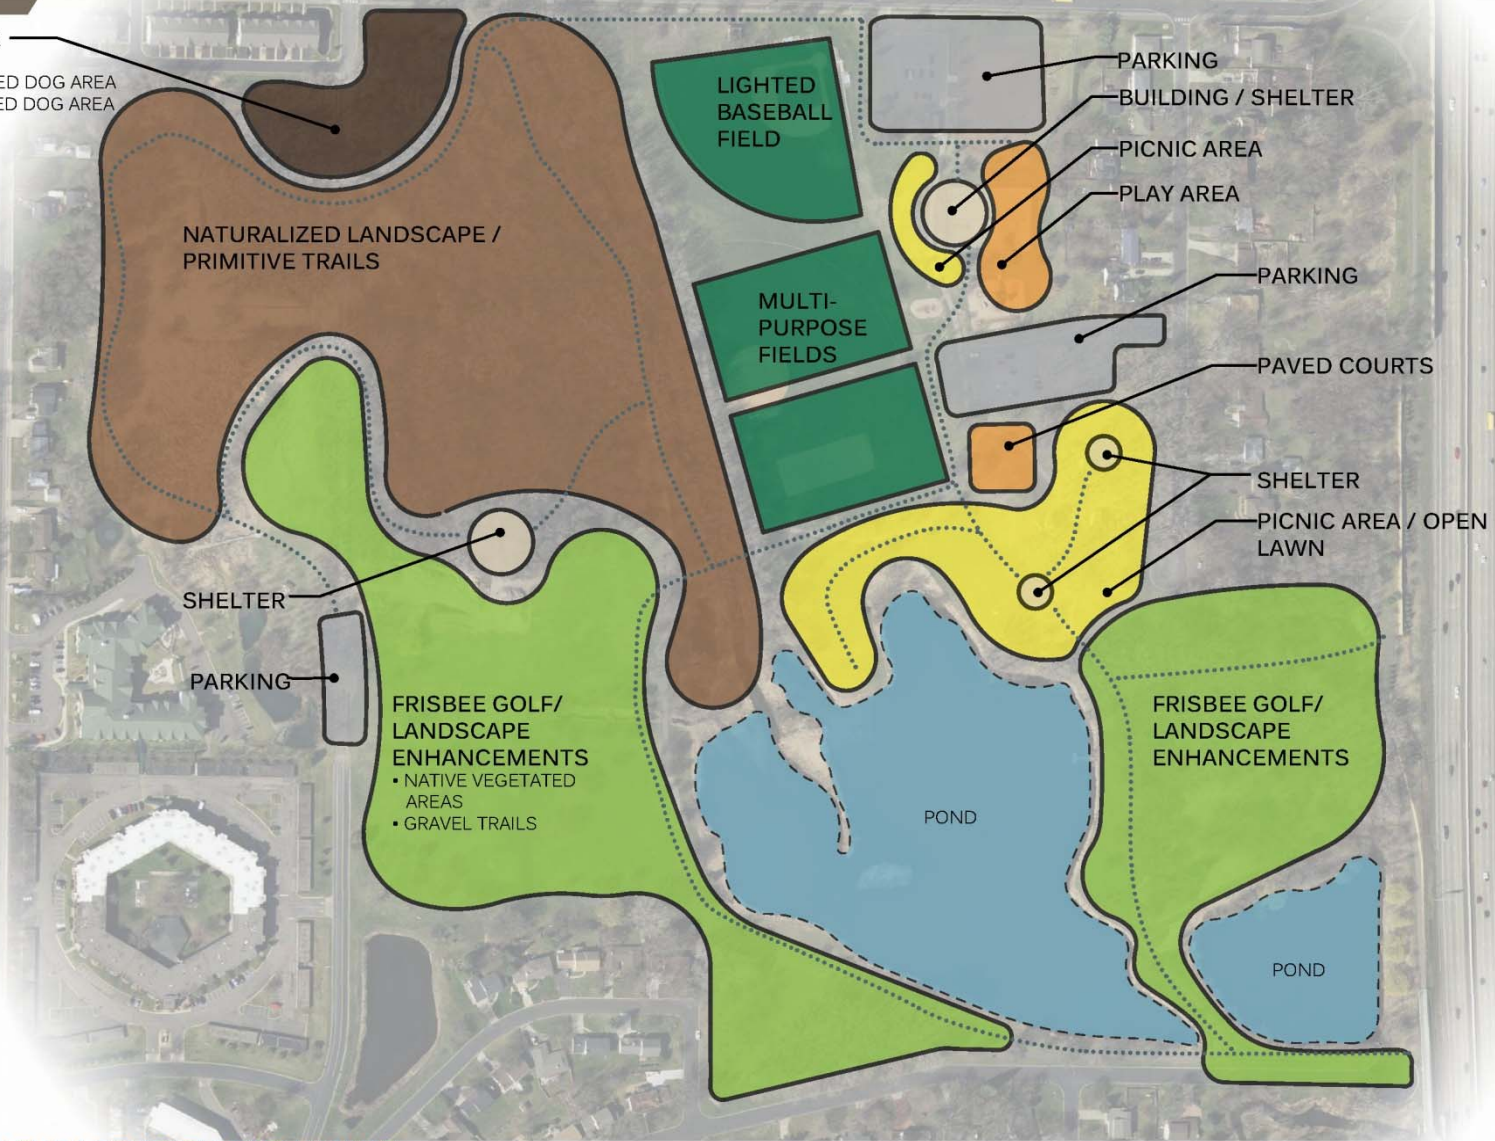 DOG AREA
DOG AREA
LIGHTED
BASEBALL
FIELD
PARKING
BUILDING / SHELTER
PICNIC AREA
PLAY AREA
NATURALIZED LANDSCAPE /
PRIMITIVE TRAILS
MULTI-
PURPOSE
FIELDS
PARKING
PAVED COURTS
SHELTER
PICNIC AREA / OPEN
LAWN
SHELTER
PARKING
FRISBEE GOLF/
LANDSCAPE
ENHANCEMENTS
▪ NATIVE VEGETATED
AREAS
▪ GRAVEL TRAILS
FRISBEE GOLF/
LANDSCAPE
ENHANCEMENTS
POND
POND